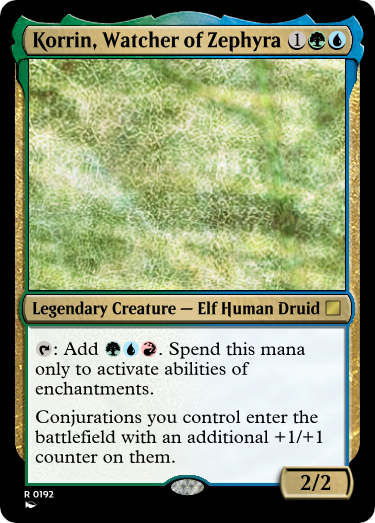 Korrin, Watcher of Zephyra 1
Legendary Creature — Elf Human Druid
: Add . Spend this mana
only to activate abilities of
enchantments.
Conjurations you control enter the
battlefield with an additional +1/+1
counter on them.
2/2
R 0192